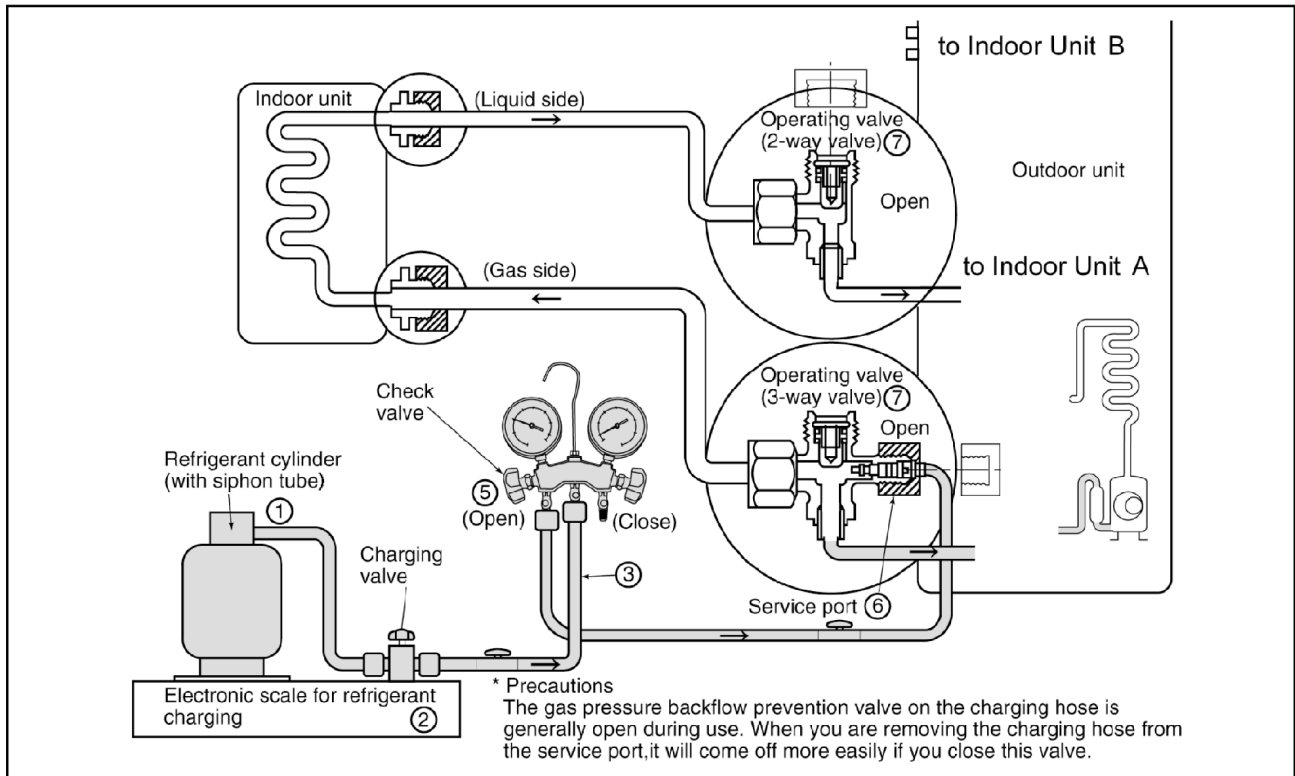 to Indoor Unit B
Indoor unit
(Liquid side)
Operating valve
(2-way valve) ⑦
Outdoor unit
Open
to Indoor Unit A
(Gas side)
Operating valve
(3-way valve) ⑦
Open
Check
valve
Refrigerant cylinder
(with siphon tube)
①
⑤
(Open)
(Close)
Charging
valve
③
Service port ⑥
Electronic scale for refrigerant
charging ②
* Precautions
The gas pressure backflow prevention valve on the charging hose is
generally open during use. When you are removing the charging hose from
the service port,it will come off more easily if you close this valve.